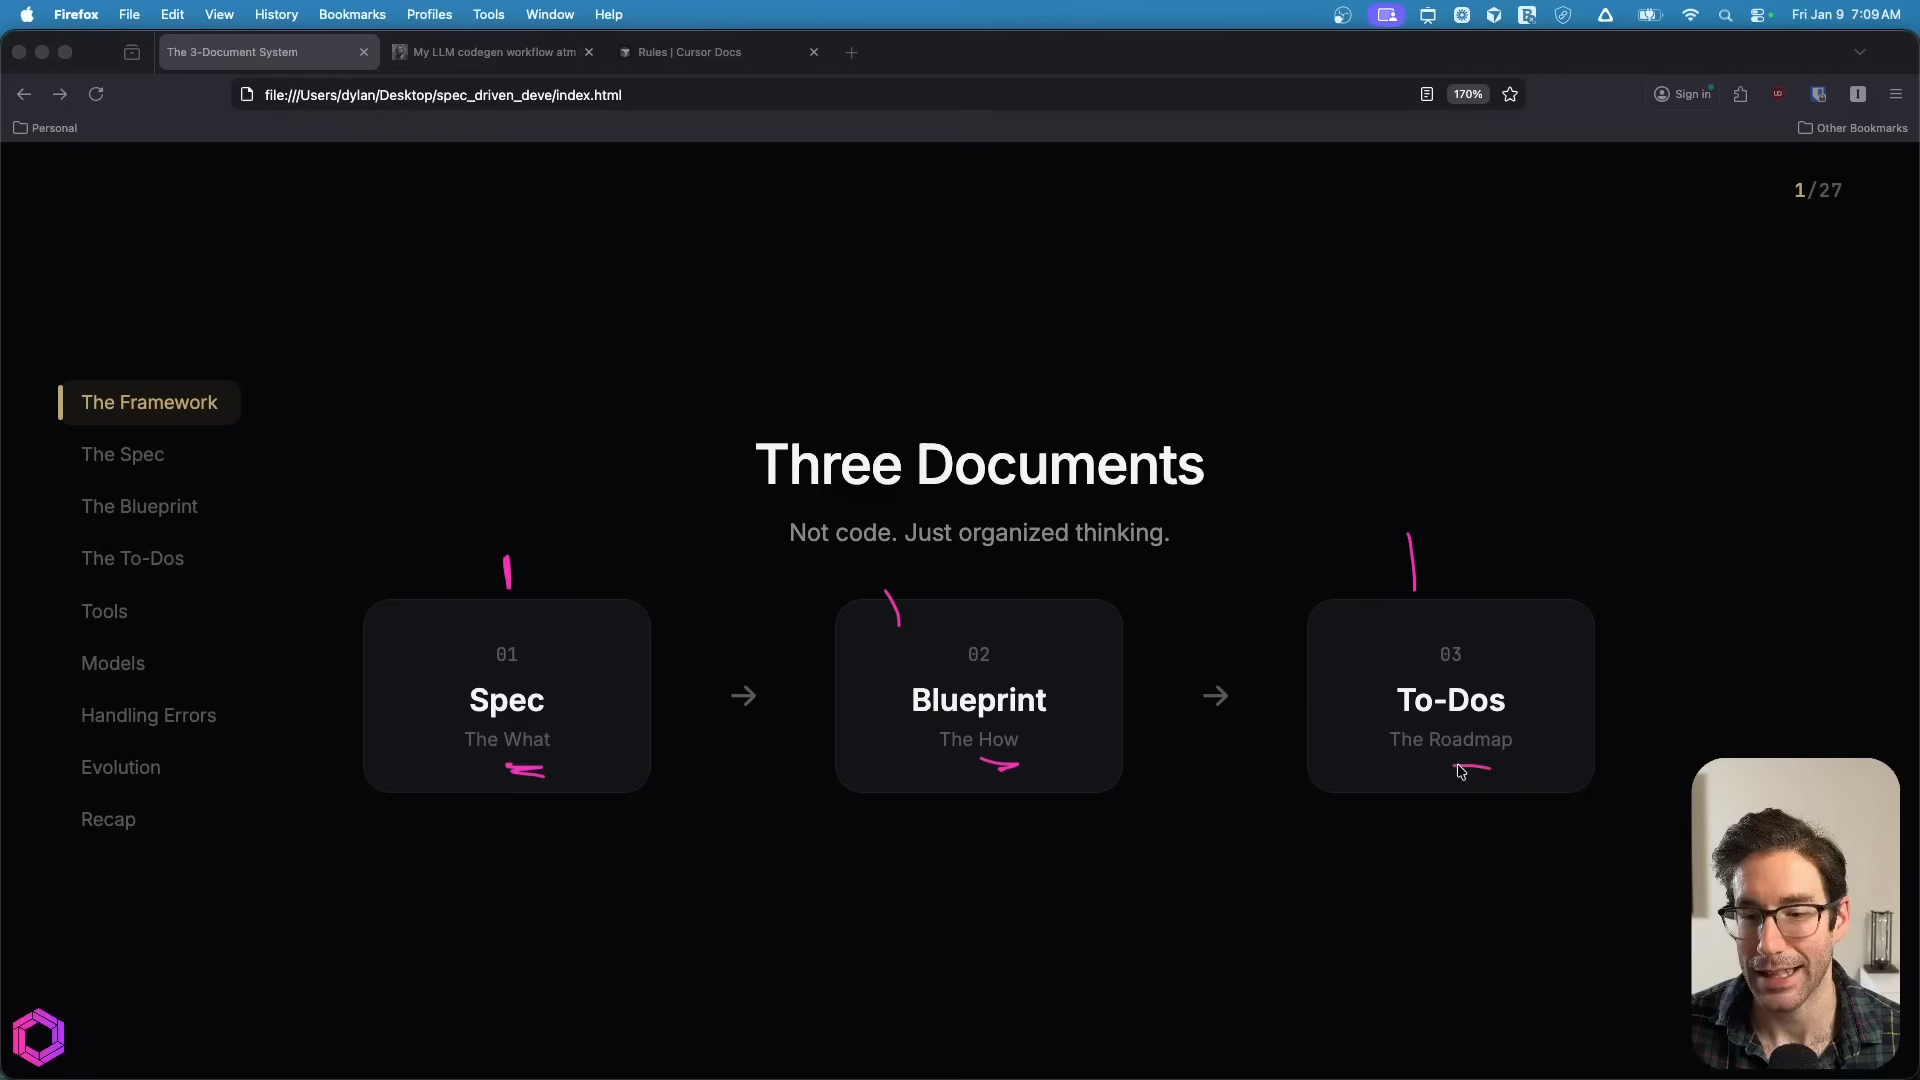 Firefox File Edit View History Bookmarks Profiles Tools Window Help Fri Jan 9 7:09 AM
The 3-Document System My LLM codegen workflow atm Rules | Cursor Docs
file:///Users/dylan/Desktop/spec_driven_deve/index.html 170% Sign in
Personal Other Bookmarks
1/27
The Framework
The Spec
The Blueprint
The To-Dos
Tools
Models
Handling Errors
Evolution
Recap
Three Documents
Not code. Just organized thinking.
01
Spec
The What
→
02
Blueprint
The How
→
03
To-Dos
The Roadmap